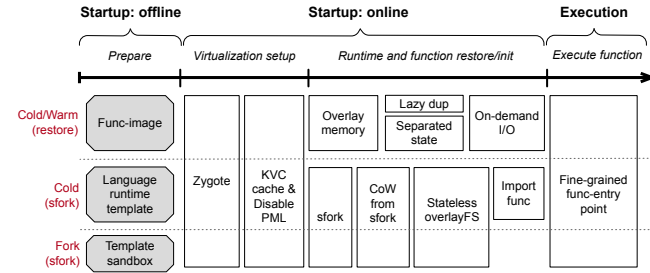 Startup: offline
Startup: online
Execution
Prepare
Virtualization setup
Runtime and function restore/init
Execute function
Cold/Warm
(restore)
Func-image
Overlay
memory
Lazy dup
Separated
state
On-demand
I/O
Cold
(sfork)
Language
runtime
template
Zygote
KVC
cache &
Disable
PML
sfork
CoW
from
sfork
Stateless
overlayFS
Import
func
Fine-grained
func-entry
point
Fork
(sfork)
Template
sandbox